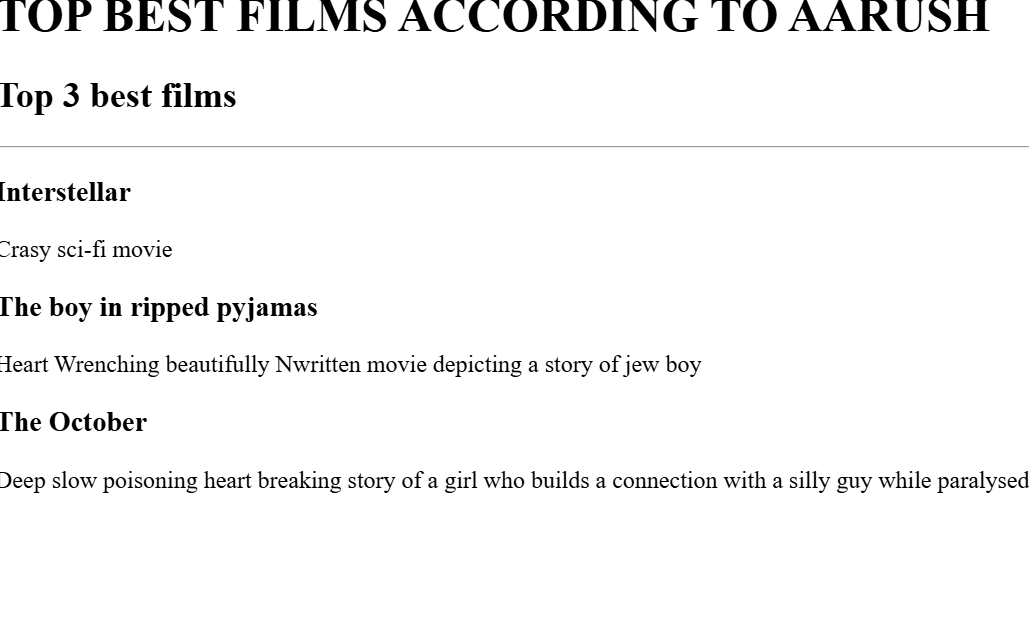 TOP BEST FILMS ACCORDING TO AARUSH
Top 3 best films
Interstellar
Crasy sci-fi movie
The boy in ripped pyjamas
Heart Wrenching beautifully Nwritten movie depicting a story of jew boy
The October
Deep slow poisoning heart breaking story of a girl who builds a connection with a silly guy while paralysed